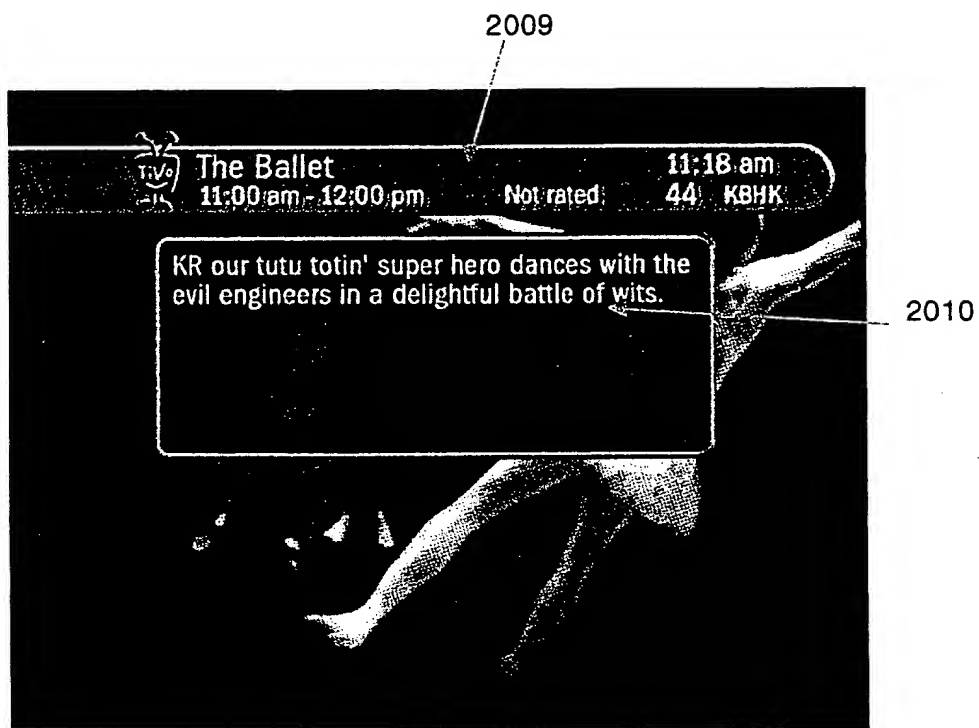 2009
TiVo The Ballet 11:18 am
11:00 am - 12:00 pm Not rated 44 KBHK
KR our tutu totin' super hero dances with the
evil engineers in a delightful battle of wits.
2010